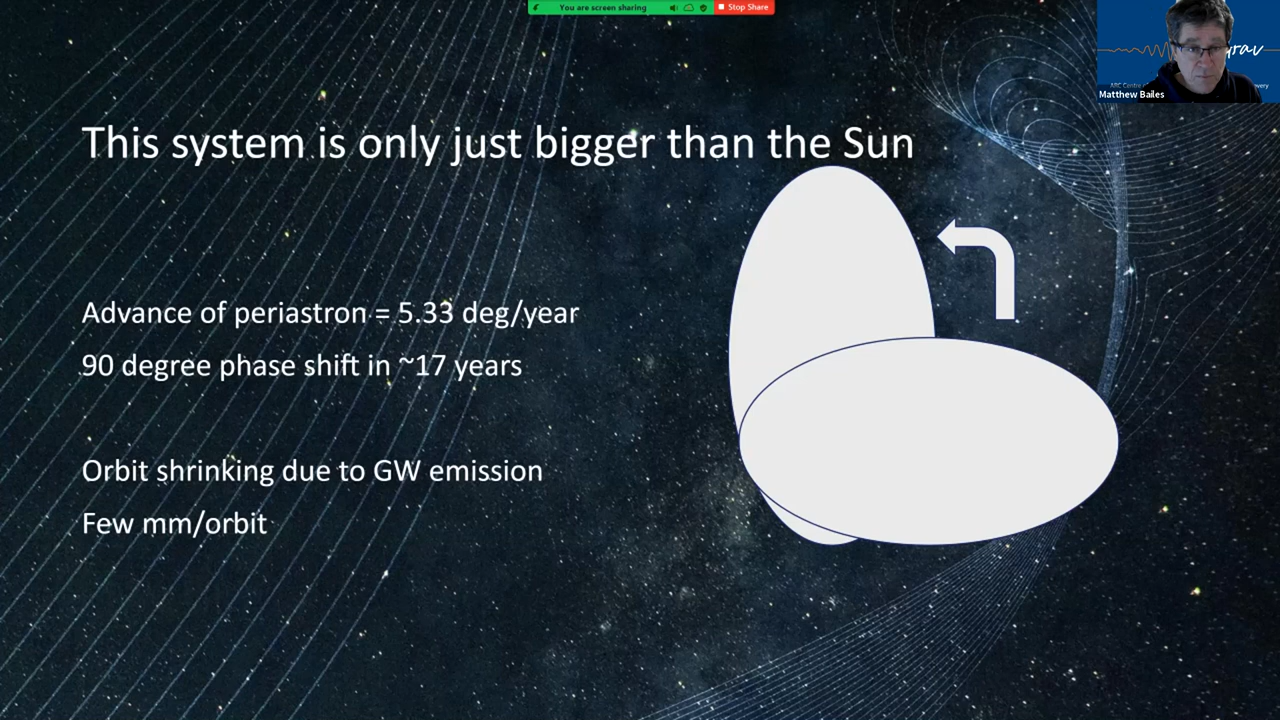 You are screen sharing
Stop Share
Matthew Bailes
This system is only just bigger than the Sun
Advance of periastron = 5.33 deg/year
90 degree phase shift in ~17 years
Orbit shrinking due to GW emission
Few mm/orbit